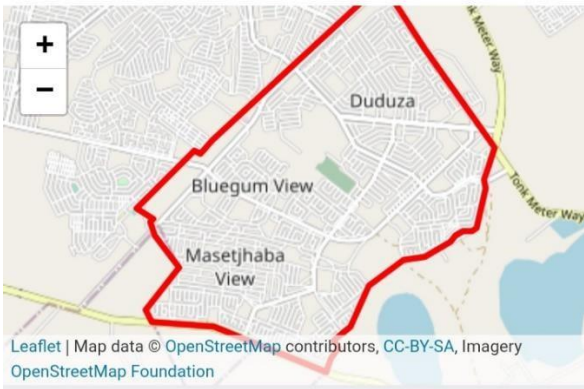 +
−
nk Meter Way
Duduza
Bluegum View
Tonk Meter Way
Masetjhaba
View
Leaflet | Map data © OpenStreetMap contributors, CC-BY-SA, Imagery
OpenStreetMap Foundation